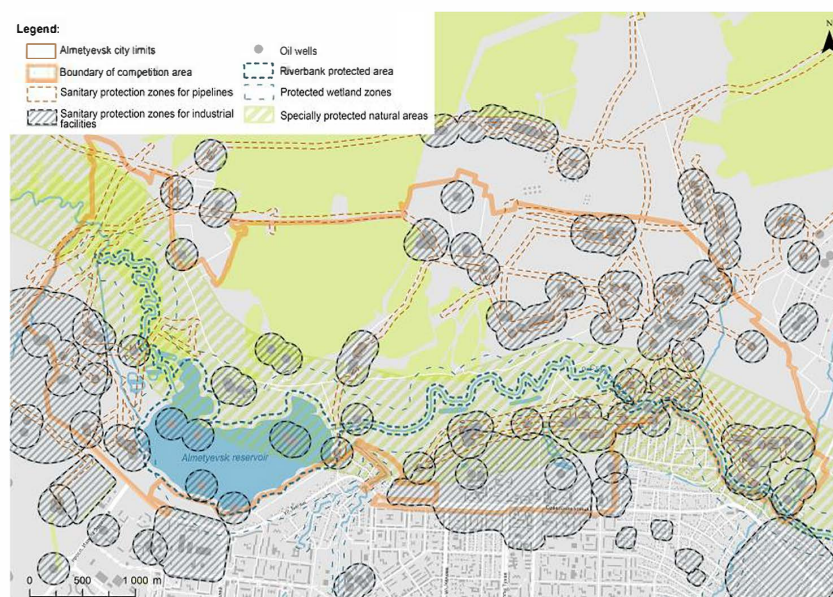 Legend:
Almetyevsk city limits
Boundary of competition area
Sanitary protection zones for pipelines
Sanitary protection zones for industrial
facilities
Oil wells
Riverbank protected area
Protected wetland zones
Specially protected natural areas
N
Almetyevsk reservoir
0 500 1 000 m